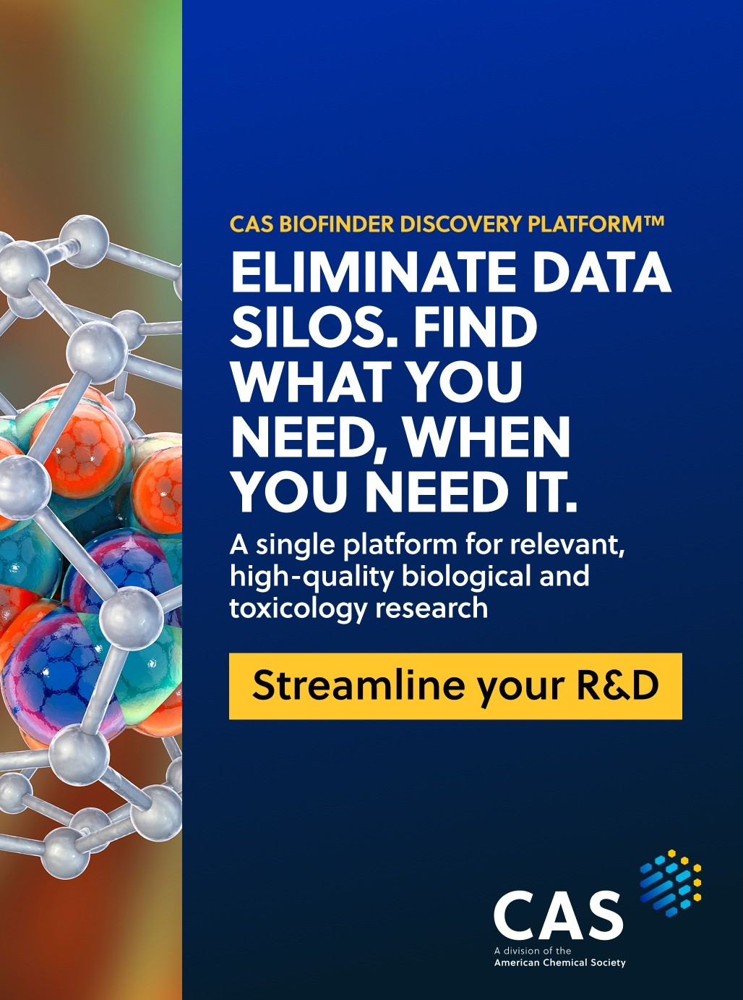 CAS BIOFINDER DISCOVERY PLATFORM™
ELIMINATE DATA
SILOS. FIND
WHAT YOU
NEED, WHEN
YOU NEED IT.
A single platform for relevant,
high-quality biological and
toxicology research
Streamline your R&D
CAS
A division of the
American Chemical Society